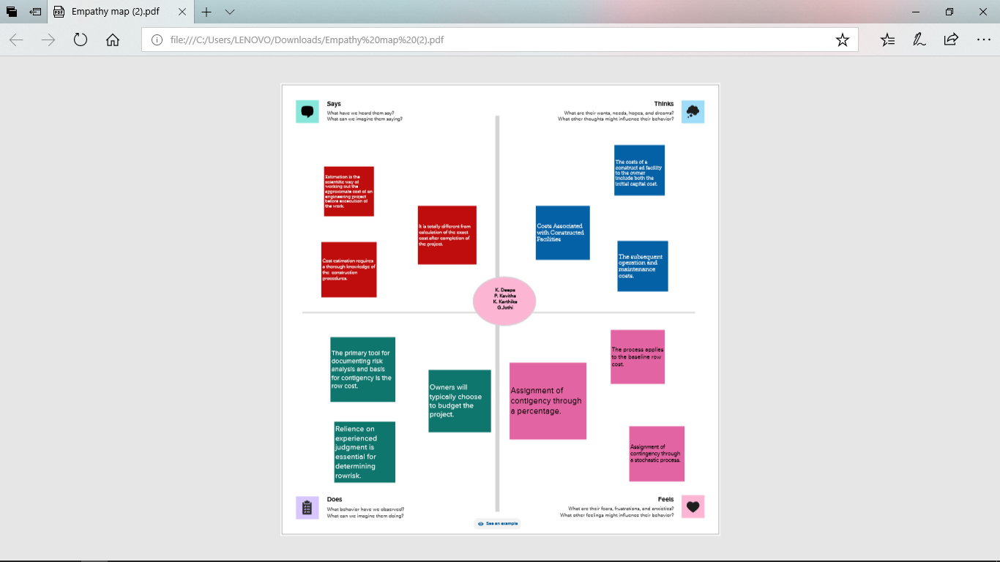 Empathy map (2).pdf
file:///C:/Users/LENOVO/Downloads/Empathy%20map%20(2).pdf
Says
What have we heard them say?
What can we imagine them saying?
Thinks
What are their wants, needs, hopes, and dreams?
What other thoughts might influence their behavior?
Estimation is the
scientific way of
working out the
approximate cost of an
engineering project
before execution of
the work.
It is totally different from
calculation of the exact
cost after completion of
the project.
Cost estimation requires
a thorough knowledge of
the construction
procedures.
The costs of a
construct ed facility
to the owner
include both the
initial capital cost.
Costs Associated
with Constructed
Facilities
The subsequent
operation and
maintenance
costs.
K. Deepa
P. Kavitha
K. Karthika
G.Jothi
The primary tool for
documenting risk
analysis and basis
for contigency is the
row cost.
Owners will
typically choose
to budget the
project.
Relience on
experienced
judgment is
essential for
determining
rowrisk.
Assignment of
contigency through
a percentage.
The process applies
to the baseline row
cost.
Assignment of
contingency through
a stochastic process.
Does
What behavior have we observed?
What can we imagine them doing?
Feels
What are their fears, frustrations, and anxieties?
What other feelings might influence their behavior?
See an example